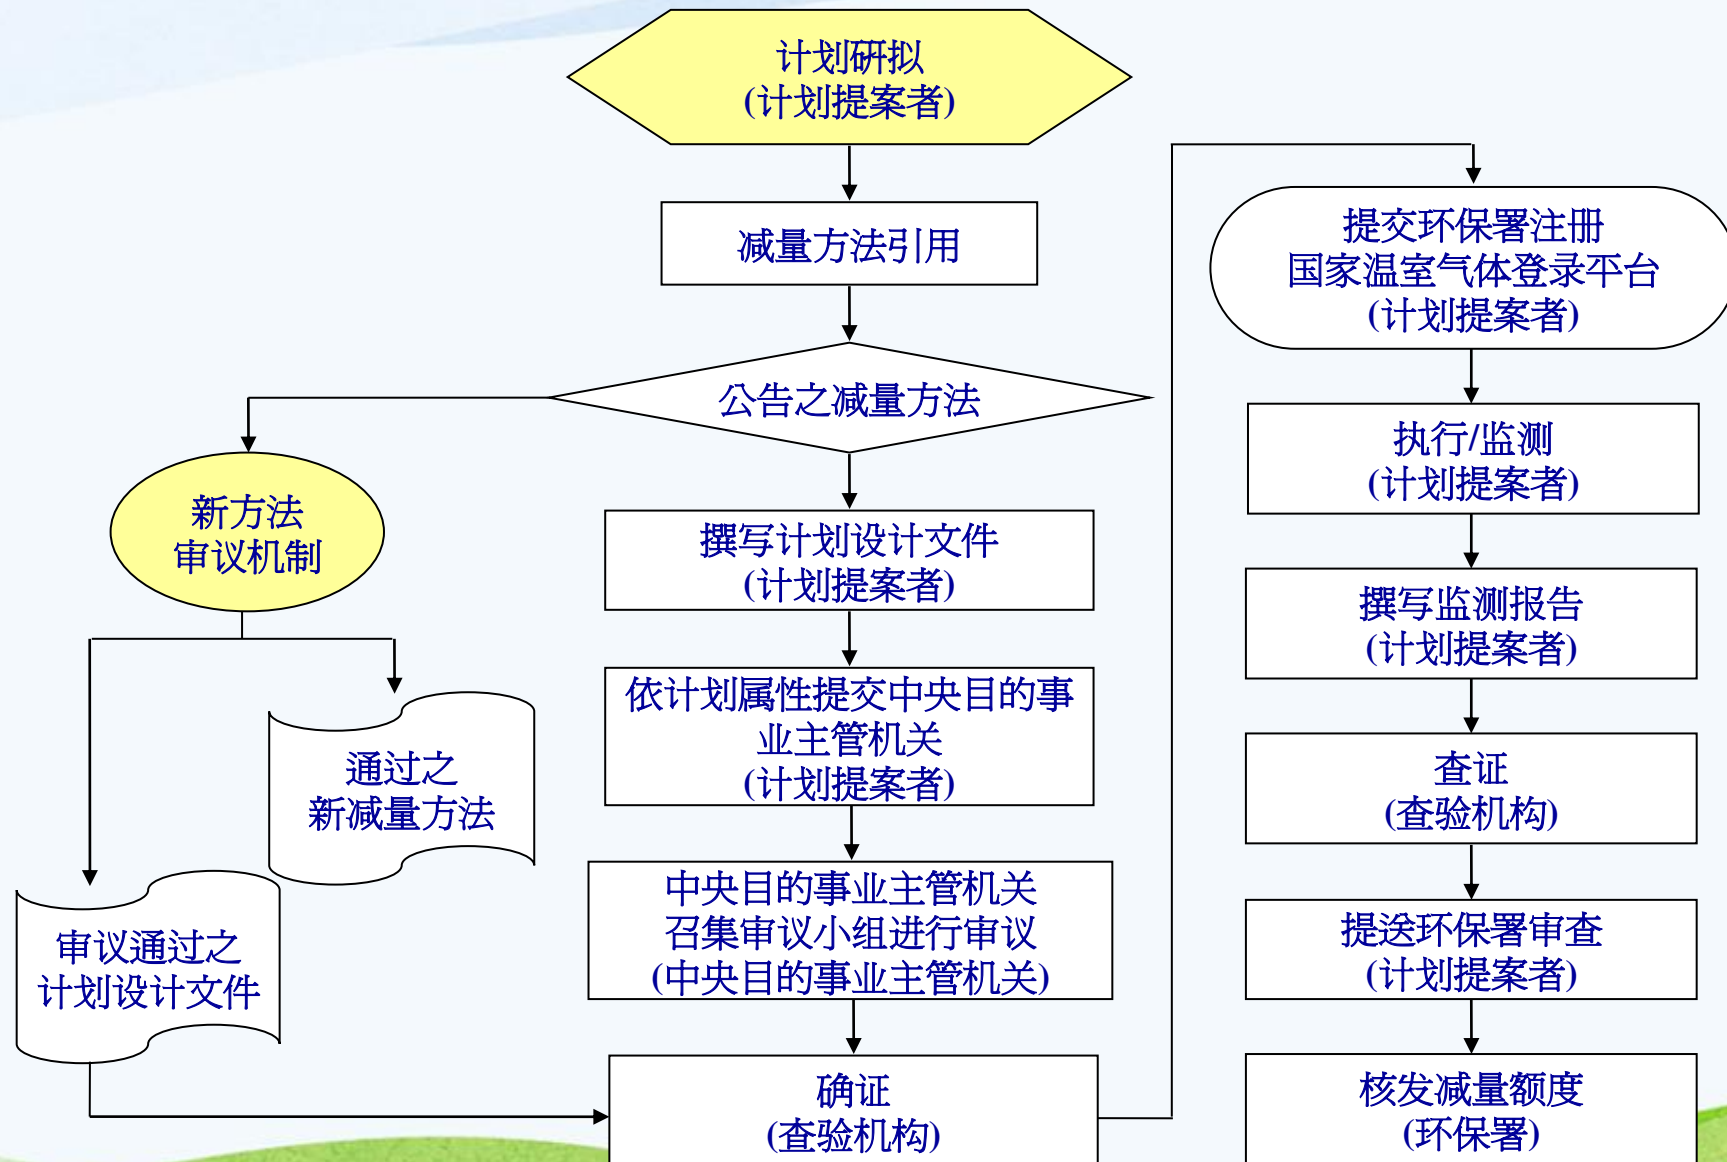 计划研拟
(计划提案者)
减量方法引用
公告之减量方法
新方法
审议机制
通过之
新减量方法
审议通过之
计划设计文件
撰写计划设计文件
(计划提案者)
依计划属性提交中央目的事
业主管机关
(计划提案者)
中央目的事业主管机关
召集审议小组进行审议
(中央目的事业主管机关)
确证
(查验机构)
提交环保署注册
国家温室气体登录平台
(计划提案者)
执行/监测
(计划提案者)
撰写监测报告
(计划提案者)
查证
(查验机构)
提送环保署审查
(计划提案者)
核发减量额度
(环保署)